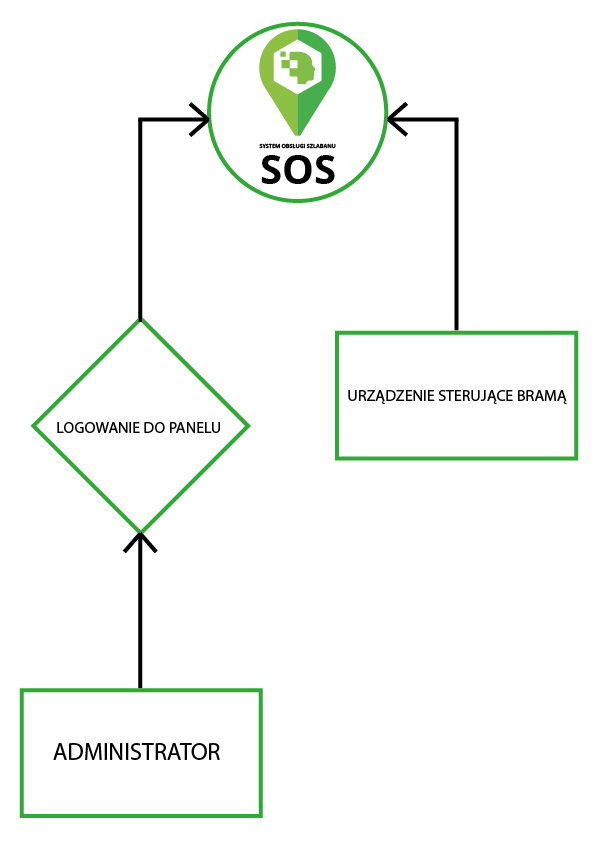 SYSTEM OBSŁUGI SZLABANU
SOS
LOGOWANIE DO PANELU
URZĄDZENIE STERUJĄCE BRAMĄ
ADMINISTRATOR